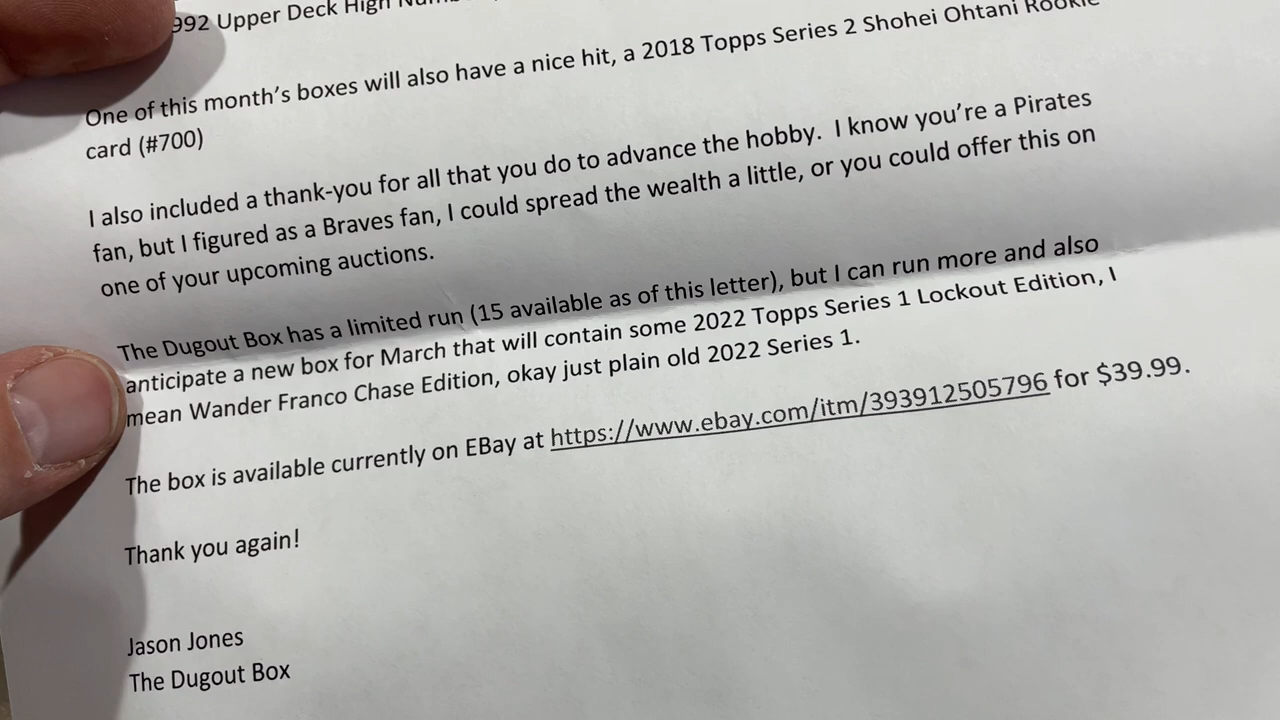 992 Upper Deck High
One of this month's boxes will also have a nice hit, a 2018 Topps Series 2 Shohei Ohtani Rookie
card (#700)
I also included a thank-you for all that you do to advance the hobby.  I know you're a Pirates
fan, but I figured as a Braves fan, I could spread the wealth a little, or you could offer this on
one of your upcoming auctions.
The Dugout Box has a limited run (15 available as of this letter), but I can run more and also
anticipate a new box for March that will contain some 2022 Topps Series 1 Lockout Edition, I
mean Wander Franco Chase Edition, okay just plain old 2022 Series 1.
The box is available currently on EBay at https://www.ebay.com/itm/393912505796 for $39.99.
Thank you again!
Jason Jones
The Dugout Box